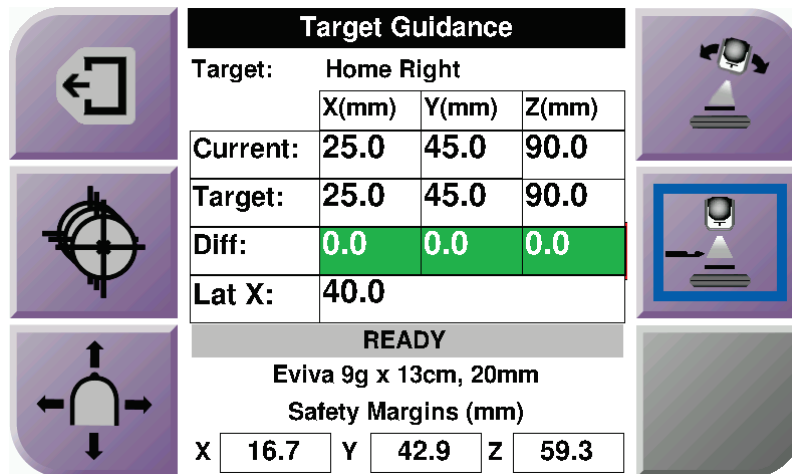 Target Guidance
Target: Home Right
X(mm) Y(mm) Z(mm)
Current: 25.0 45.0 90.0
Target: 25.0 45.0 90.0
Diff: 0.0 0.0 0.0
Lat X: 40.0
READY
Eviva 9g x 13cm, 20mm
Safety Margins (mm)
X 16.7 Y 42.9 Z 59.3